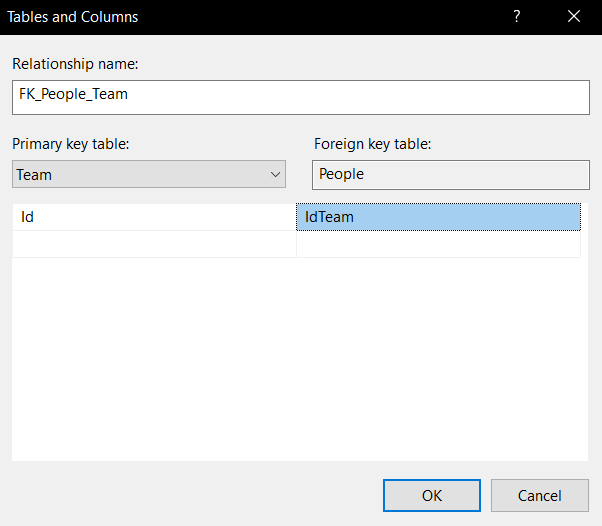 Tables and Columns
?
Relationship name:
FK_People_Team
Primary key table:
Foreign key table:
Team
People
Id
IdTeam
OK
Cancel